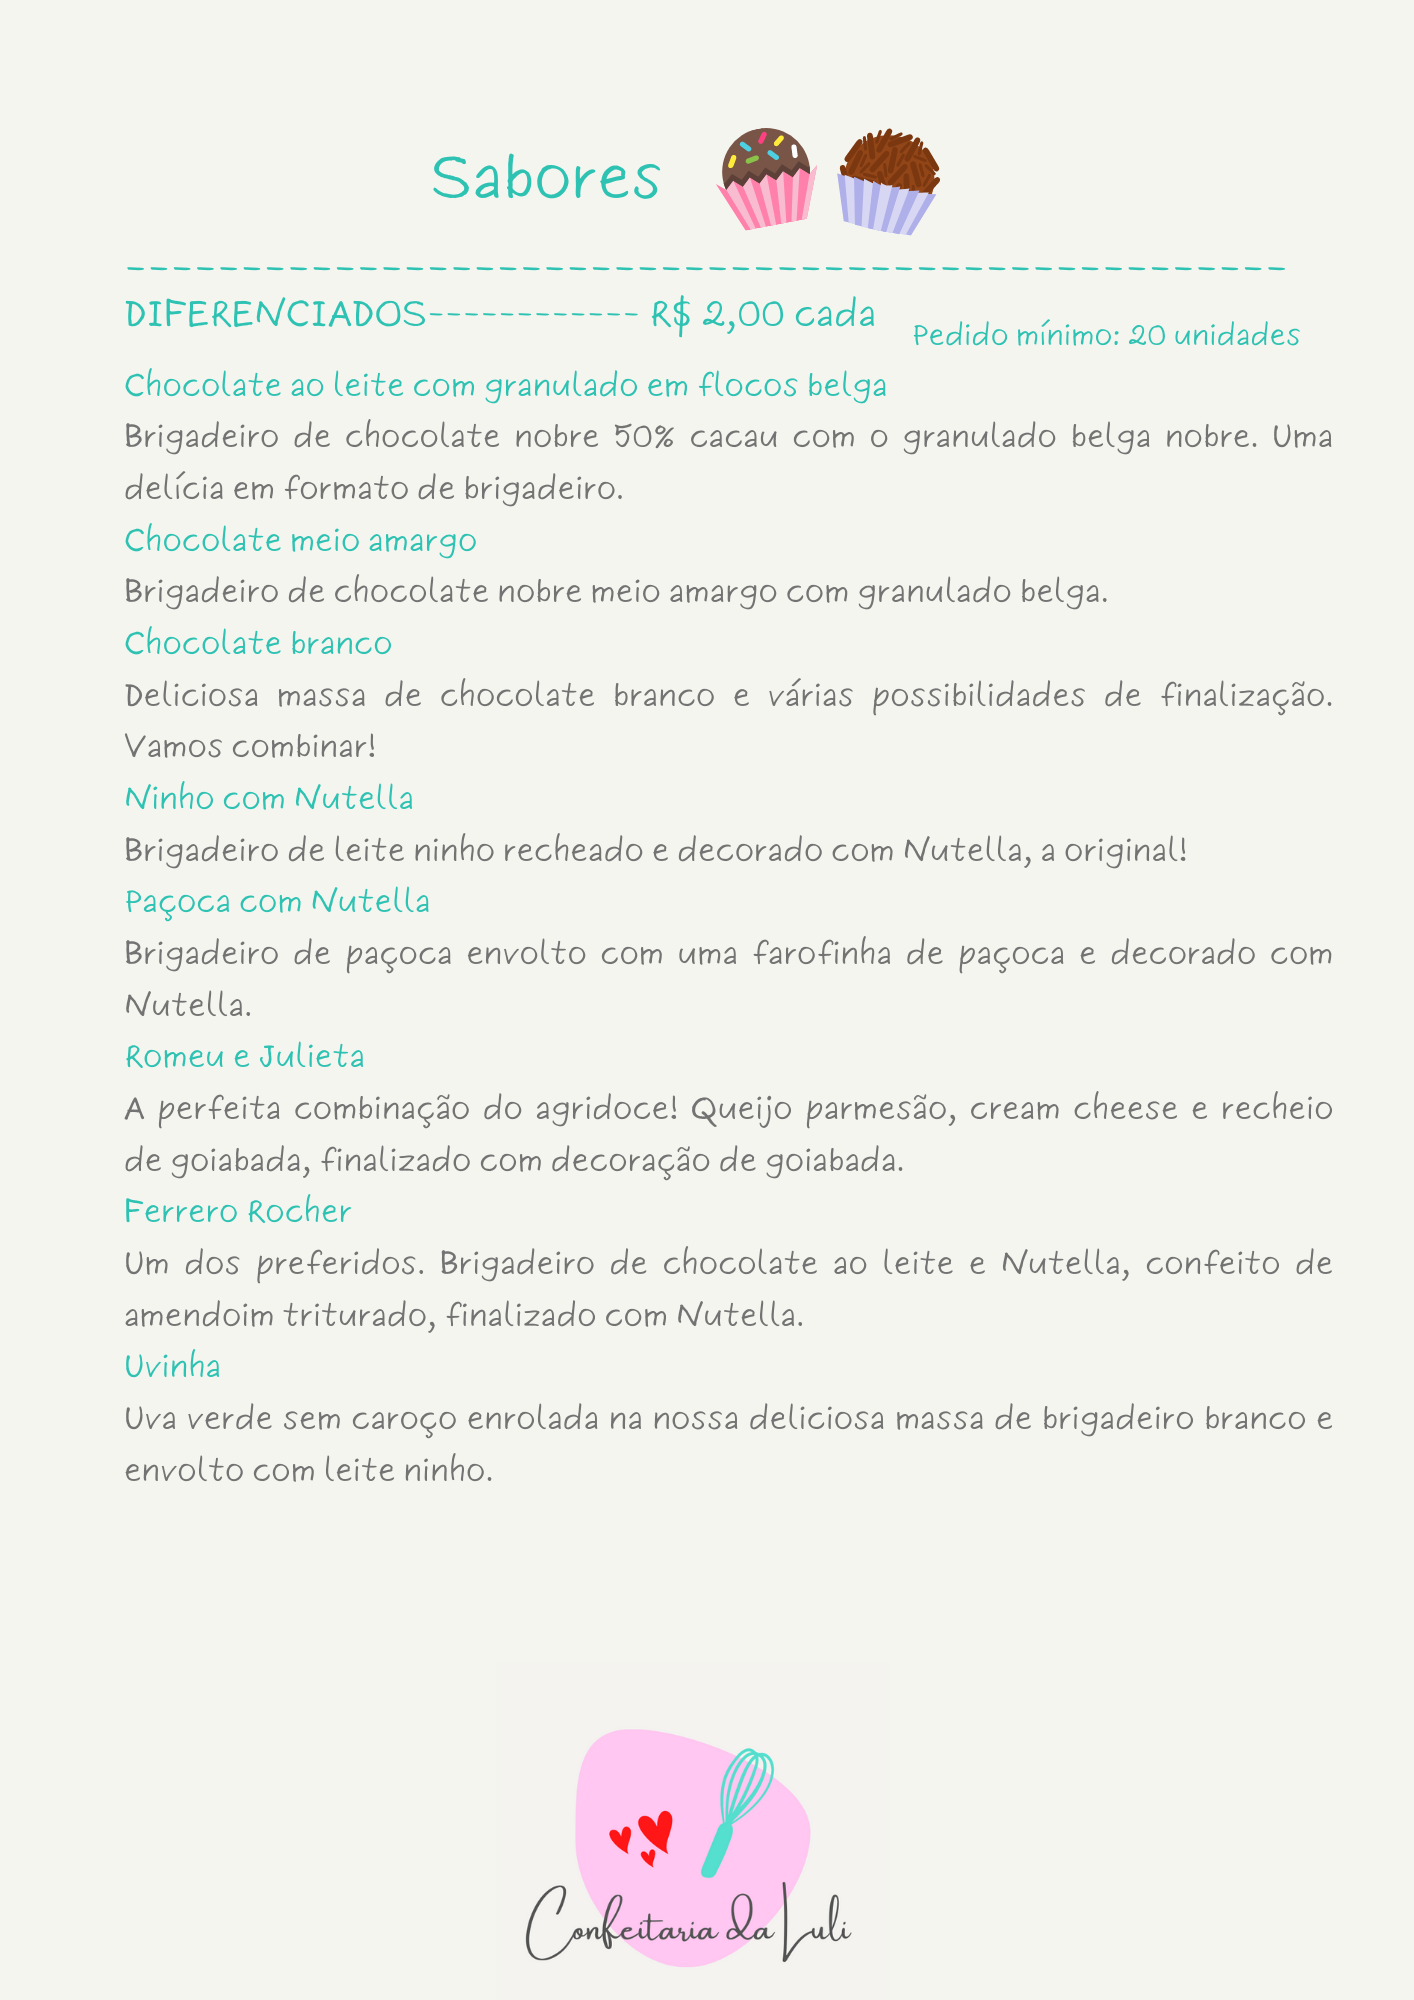 Sabores
DIFERENCIADOS------------ R$ 2,00 cada
Pedido mínimo: 20 unidades
Chocolate ao leite com granulado em flocos belga
Brigadeiro de chocolate nobre 50% cacau com o granulado belga nobre. Uma
delícia em formato de brigadeiro.
Chocolate meio amargo
Brigadeiro de chocolate nobre meio amargo com granulado belga.
Chocolate branco
Deliciosa massa de chocolate branco e várias possibilidades de finalização.
Vamos combinar!
Ninho com Nutella
Brigadeiro de leite ninho recheado e decorado com Nutella, a original!
Paçoca com Nutella
Brigadeiro de paçoca envolto com uma farofinha de paçoca e decorado com
Nutella.
Romeu e Julieta
A perfeita combinação do agridoce! Queijo parmesão, cream cheese e recheio
de goiabada, finalizado com decoração de goiabada.
Ferrero Rocher
Um dos preferidos. Brigadeiro de chocolate ao leite e Nutella, confeito de
amendoim triturado, finalizado com Nutella.
Uvinha
Uva verde sem caroço enrolada na nossa deliciosa massa de brigadeiro branco e
envolto com leite ninho.
Confeitaria da Luli